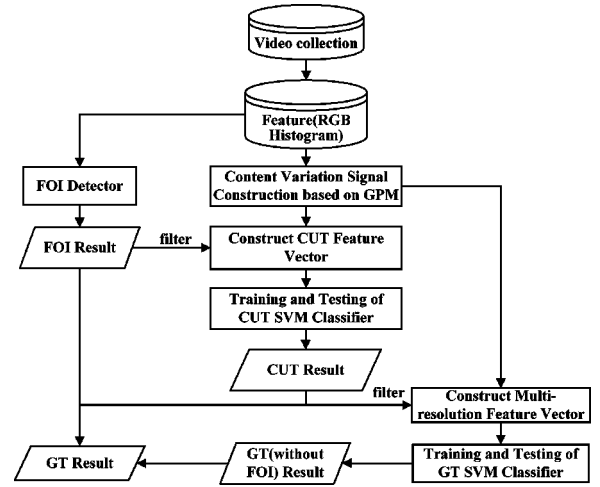 Video collection
Feature(RGB
Histogram)
FOI Detector
Content Variation Signal
Construction based on GPM
FOI Result
filter
Construct CUT Feature
Vector
Training and Testing of
CUT SVM Classifier
CUT Result
filter
Construct Multi-
resolution Feature Vector
GT Result
GT(without
FOI) Result
Training and Testing of
GT SVM Classifier